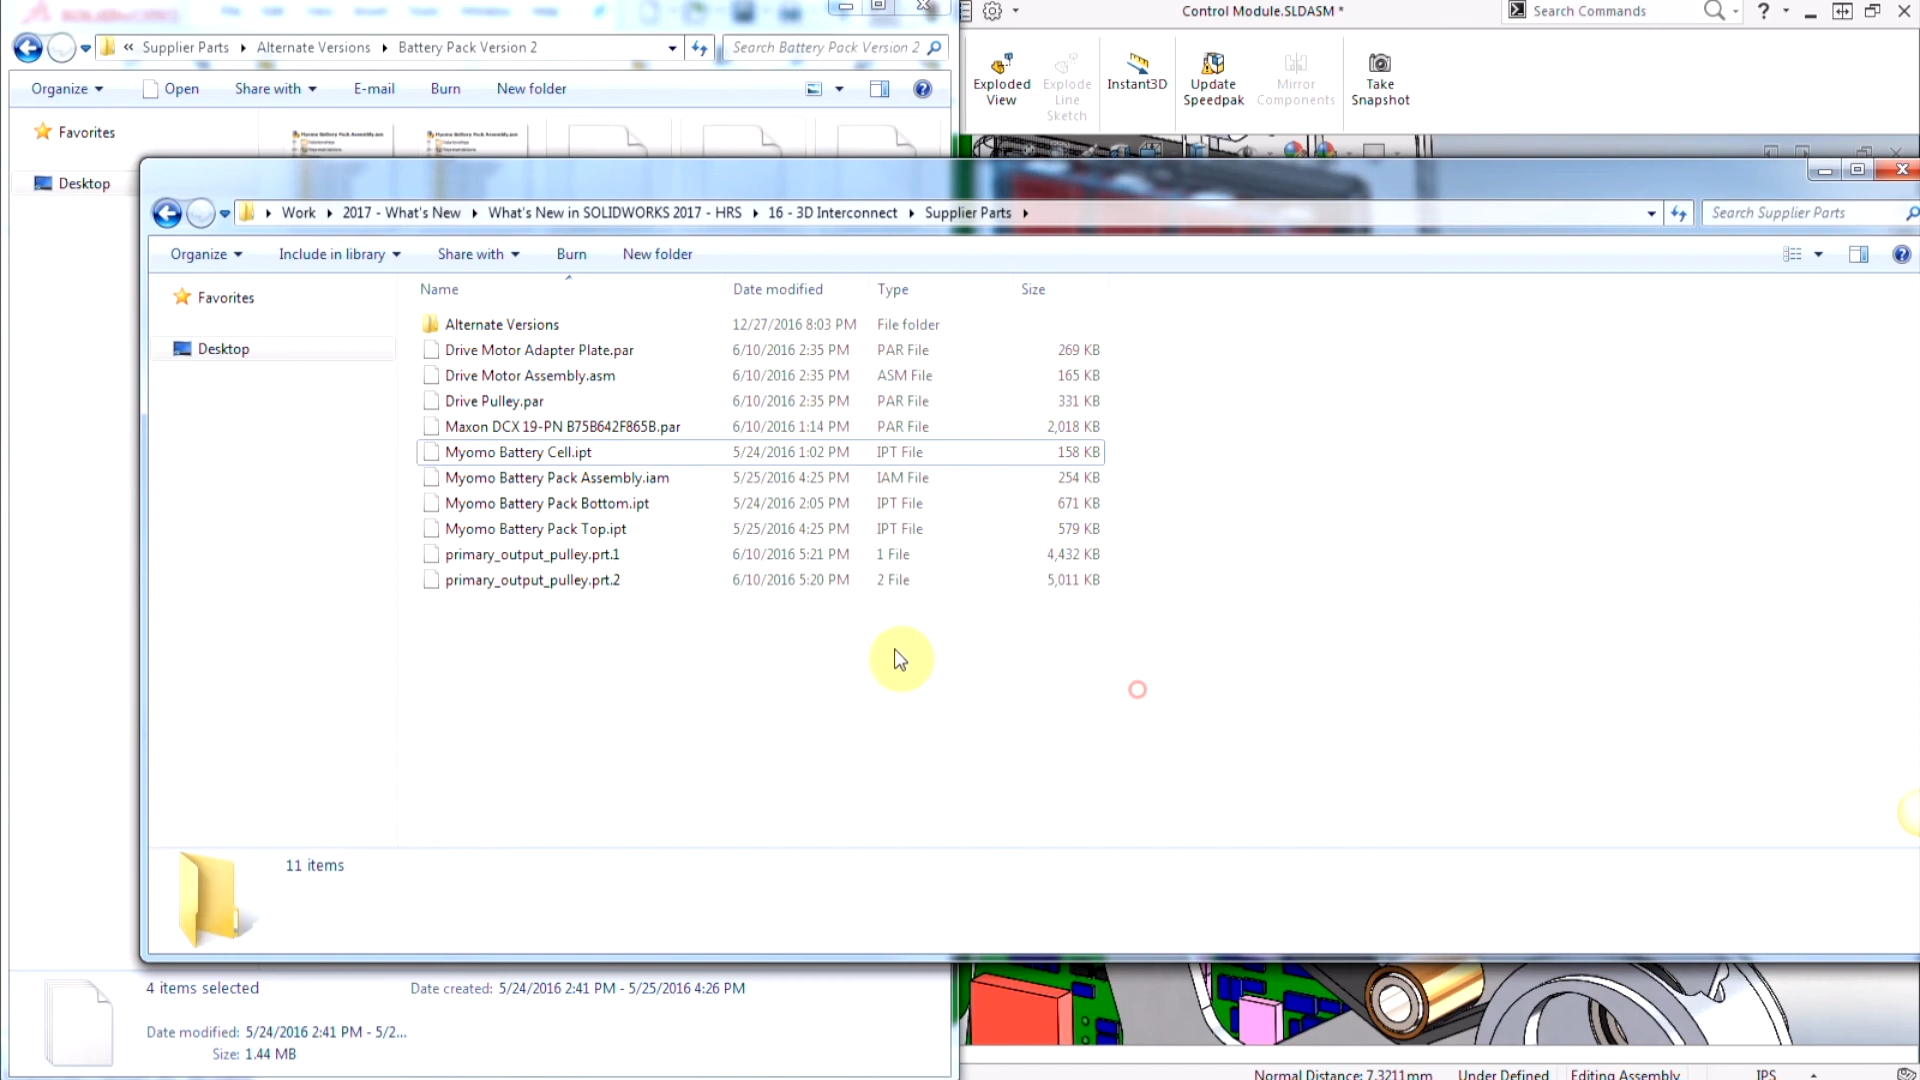 Control Module.SLDASM *
Search Commands
« Supplier Parts Alternate Versions Battery Pack Version 2
Search Battery Pack Version 2
Organize Open Share with E-mail Burn New folder
Exploded View
Explode Line Sketch
Instant3D
Update Speedpak
Mirror Components
Take Snapshot
Favorites
Desktop
Myomo Battery Pack Assembly.iam
Myomo Battery Pack Assembly.iam
Work 2017 - What's New What's New in SOLIDWORKS 2017 - HRS 16 - 3D Interconnect Supplier Parts
Search Supplier Parts
Organize Include in library Share with Burn New folder
Favorites
Desktop
Name Date modified Type Size
Alternate Versions 12/27/2016 8:03 PM File folder
Drive Motor Adapter Plate.par 6/10/2016 2:35 PM PAR File 269 KB
Drive Motor Assembly.asm 6/10/2016 2:35 PM ASM File 165 KB
Drive Pulley.par 6/10/2016 2:35 PM PAR File 331 KB
Maxon DCX 19-PN B75B642F865B.par 6/10/2016 1:14 PM PAR File 2,018 KB
Myomo Battery Cell.ipt 5/24/2016 1:02 PM IPT File 158 KB
Myomo Battery Pack Assembly.iam 5/25/2016 4:25 PM IAM File 254 KB
Myomo Battery Pack Bottom.ipt 5/24/2016 2:05 PM IPT File 671 KB
Myomo Battery Pack Top.ipt 5/25/2016 4:25 PM IPT File 579 KB
primary_output_pulley.prt.1 6/10/2016 5:21 PM 1 File 4,432 KB
primary_output_pulley.prt.2 6/10/2016 5:20 PM 2 File 5,011 KB
11 items
4 items selected
Date created: 5/24/2016 2:41 PM - 5/25/2016 4:26 PM
Date modified: 5/24/2016 2:41 PM - 5/2...
Size: 1.44 MB
Normal Distance: 7.3211mm Under Defined Editing Assembly IPS